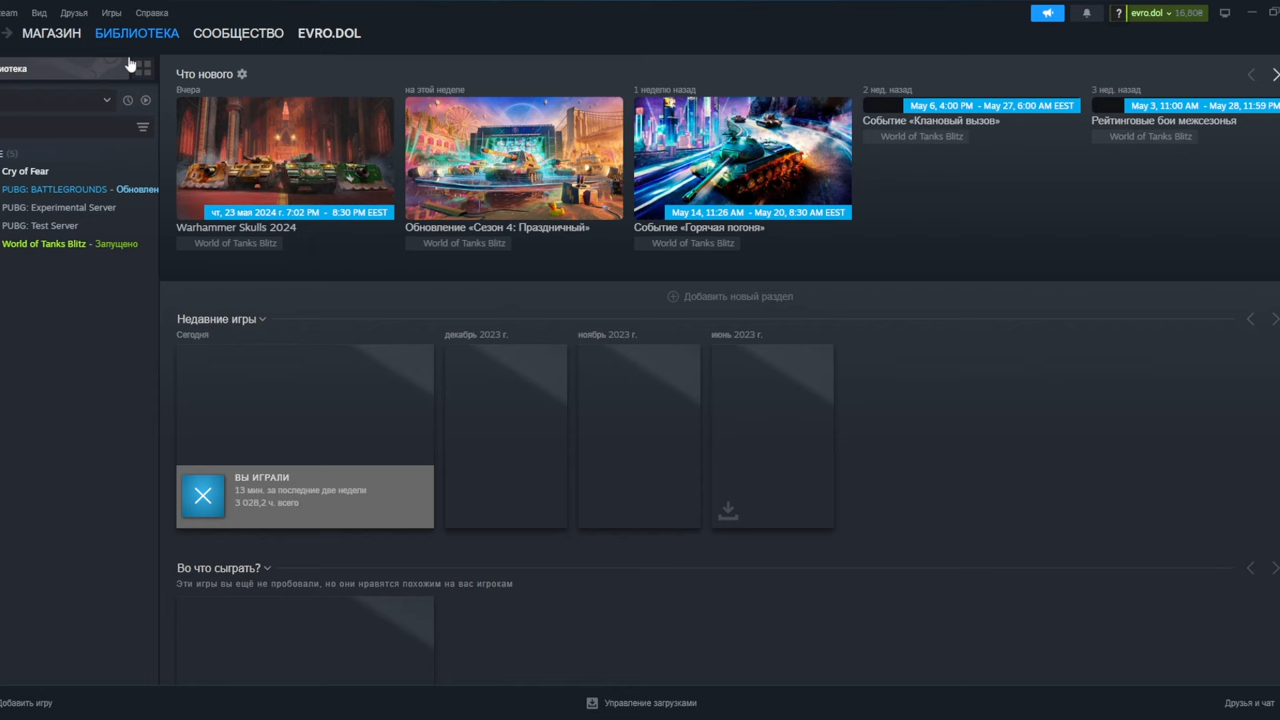 team Вид Друзья Игры Справка
? evro.dol 16,80₴
МАГАЗИН БИБЛИОТЕКА СООБЩЕСТВО EVRO.DOL
иотека
Что нового
Вчера
на этой неделе
1 неделю назад
2 нед. назад
3 нед. назад
чт, 23 мая 2024 г. 7:02 PM - 8:30 PM EEST
May 14, 11:26 AM - May 20, 8:30 AM EEST
May 6, 4:00 PM - May 27, 6:00 AM EEST
May 3, 11:00 AM - May 28, 11:59 PM
Событие «Клановый вызов»
Рейтинговые бои межсезонья
World of Tanks Blitz
World of Tanks Blitz
Warhammer Skulls 2024
Обновление «Сезон 4: Праздничный»
Событие «Горячая погоня»
World of Tanks Blitz
World of Tanks Blitz
World of Tanks Blitz
Е (5)
Cry of Fear
PUBG: BATTLEGROUNDS - Обновлен
PUBG: Experimental Server
PUBG: Test Server
World of Tanks Blitz - Запущено
Добавить новый раздел
Недавние игры
Сегодня
декабрь 2023 г.
ноябрь 2023 г.
июнь 2023 г.
ВЫ ИГРАЛИ
13 мин. за последние две недели
3 028,2 ч. всего
Во что сыграть?
Эти игры вы ещё не пробовали, но они нравятся похожим на вас игрокам
Добавить игру
Управление загрузками
Друзья и чат